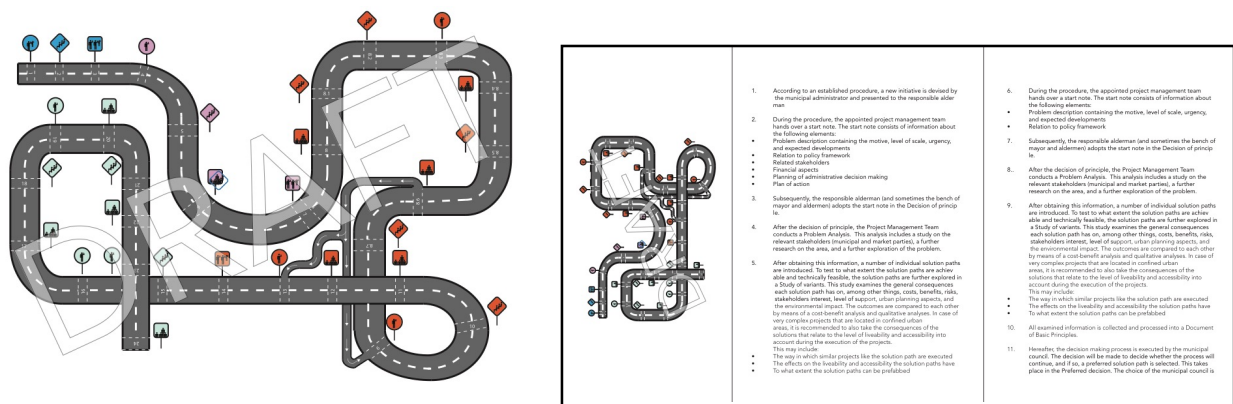 DRAFT
1. According to an established procedure, a new initiative is devised by
the municipal administrator and presented to the responsible alder
man
2. During the procedure, the appointed project management team
hands over a start note. The start note consists of information about
the following elements:
• Problem description containing the motive, level of scale, urgency,
and expected developments
• Relation to policy framework
• Related stakeholders
• Financial aspects
• Planning of administrative decision making
• Plan of action
3. Subsequently, the responsible alderman (and sometimes the bench of
mayor and aldermen) adopts the start note in the Decision of princip
le.
4. After the decision of principle, the Project Management Team
conducts a Problem Analysis. This analysis includes a study on the
relevant stakeholders (municipal and market parties), a further
research on the area, and a further exploration of the problem.
5. After obtaining this information, a number of individual solution paths
are introduced. To test to what extent the solution paths are achiev
able and technically feasible, the solution paths are further explored in
a Study of variants. This study examines the general consequences
each solution path has on, among other things, costs, benefits, risks,
stakeholders interest, level of support, urban planning aspects, and
the environmental impact. The outcomes are compared to each other
by means of a cost-benefit analysis and qualitative analyses. In case of
very complex projects that are located in confined urban
areas, it is recommended to also take the consequences of the
solutions that relate to the level of liveability and accessibility into
account during the execution of the projects.
This may include:
• The way in which similar projects like the solution path are executed
• The effects on the liveability and accessibility the solution paths have
• To what extent the solution paths can be prefabbed
6. During the procedure, the appointed project management team
hands over a start note. The start note consists of information about
the following elements:
• Problem description containing the motive, level of scale, urgency,
and expected developments
• Relation to policy framework
7. Subsequently, the responsible alderman (and sometimes the bench of
mayor and aldermen) adopts the start note in the Decision of princip
le.
8.. After the decision of principle, the Project Management Team
conducts a Problem Analysis. This analysis includes a study on the
relevant stakeholders (municipal and market parties), a further
research on the area, and a further exploration of the problem.
9. After obtaining this information, a number of individual solution paths
are introduced. To test to what extent the solution paths are achiev
able and technically feasible, the solution paths are further explored in
a Study of variants. This study examines the general consequences
each solution path has on, among other things, costs, benefits, risks,
stakeholders interest, level of support, urban planning aspects, and
the environmental impact. The outcomes are compared to each other
by means of a cost-benefit analysis and qualitative analyses. In case of
very complex projects that are located in confined urban
areas, it is recommended to also take the consequences of the
solutions that relate to the level of liveability and accessibility into
account during the execution of the projects.
This may include:
• The way in which similar projects like the solution path are executed
• The effects on the liveability and accessibility the solution paths have
• To what extent the solution paths can be prefabbed
10. All examined information is collected and processed into a Document
of Basic Principles.
11. Hereafter, the decision making process is executed by the municipal
council. The decision will be made to decide whether the process will
continue, and if so, a preferred solution path is selected. This takes
place in the Preferred decision. The choice of the municipal council is